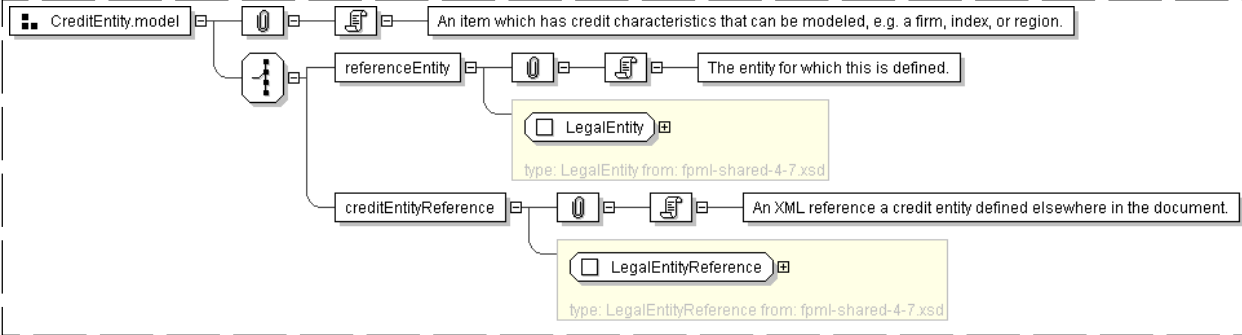 CreditEntity.model
An item which has credit characteristics that can be modeled, e.g. a firm, index, or region.
referenceEntity
The entity for which this is defined.
LegalEntity
type: LegalEntity from: fpml-shared-4-7.xsd
creditEntityReference
An XML reference a credit entity defined elsewhere in the document.
LegalEntityReference
type: LegalEntityReference from: fpml-shared-4-7.xsd